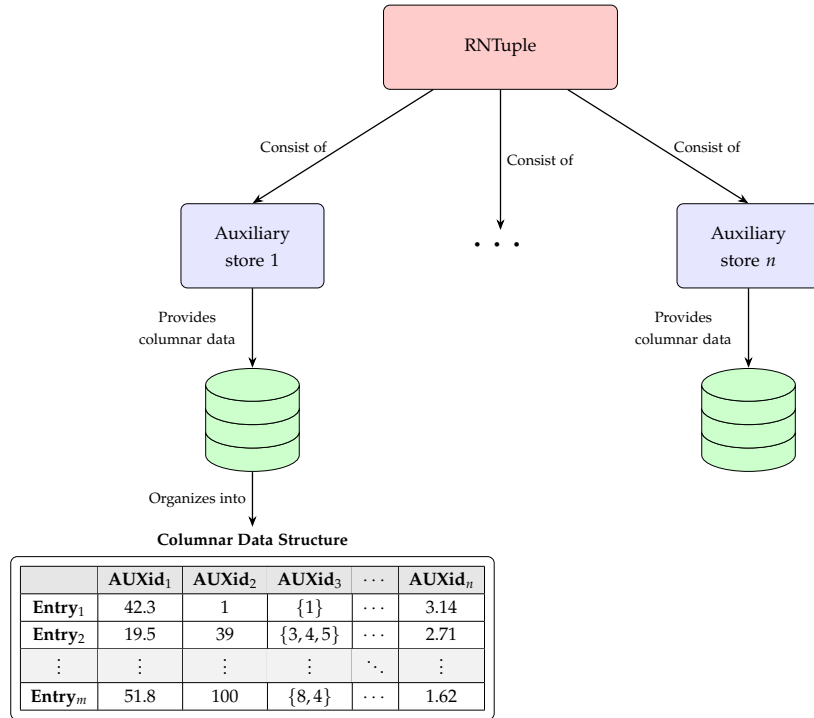 RNTuple
Consist of
Consist of
Consist of
Auxiliary
store 1
· · ·
Auxiliary
store n
Provides
columnar data
Provides
columnar data
Organizes into
Columnar Data Structure
AUXid₁ AUXid₂ AUXid₃ ··· AUXidₙ
Entry₁ 42.3 1 {1} ··· 3.14
Entry₂ 19.5 39 {3, 4, 5} ··· 2.71
⋮ ⋮ ⋮ ⋮ ⋱ ⋮
Entryₘ 51.8 100 {8, 4} ··· 1.62